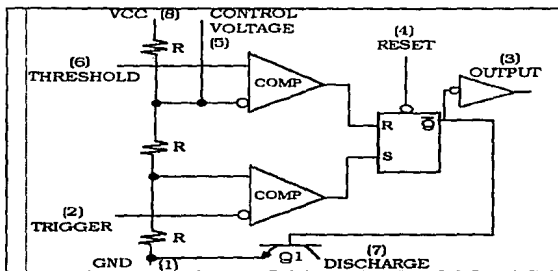 VCC (8)
CONTROL
VOLTAGE
(5)
(4)
RESET
R
(6)
THRESHOLD
COMP
(3)
OUTPUT
R
Q
S
R
COMP
(2)
TRIGGER
R
GND
(1)
Q1
(7)
DISCHARGE